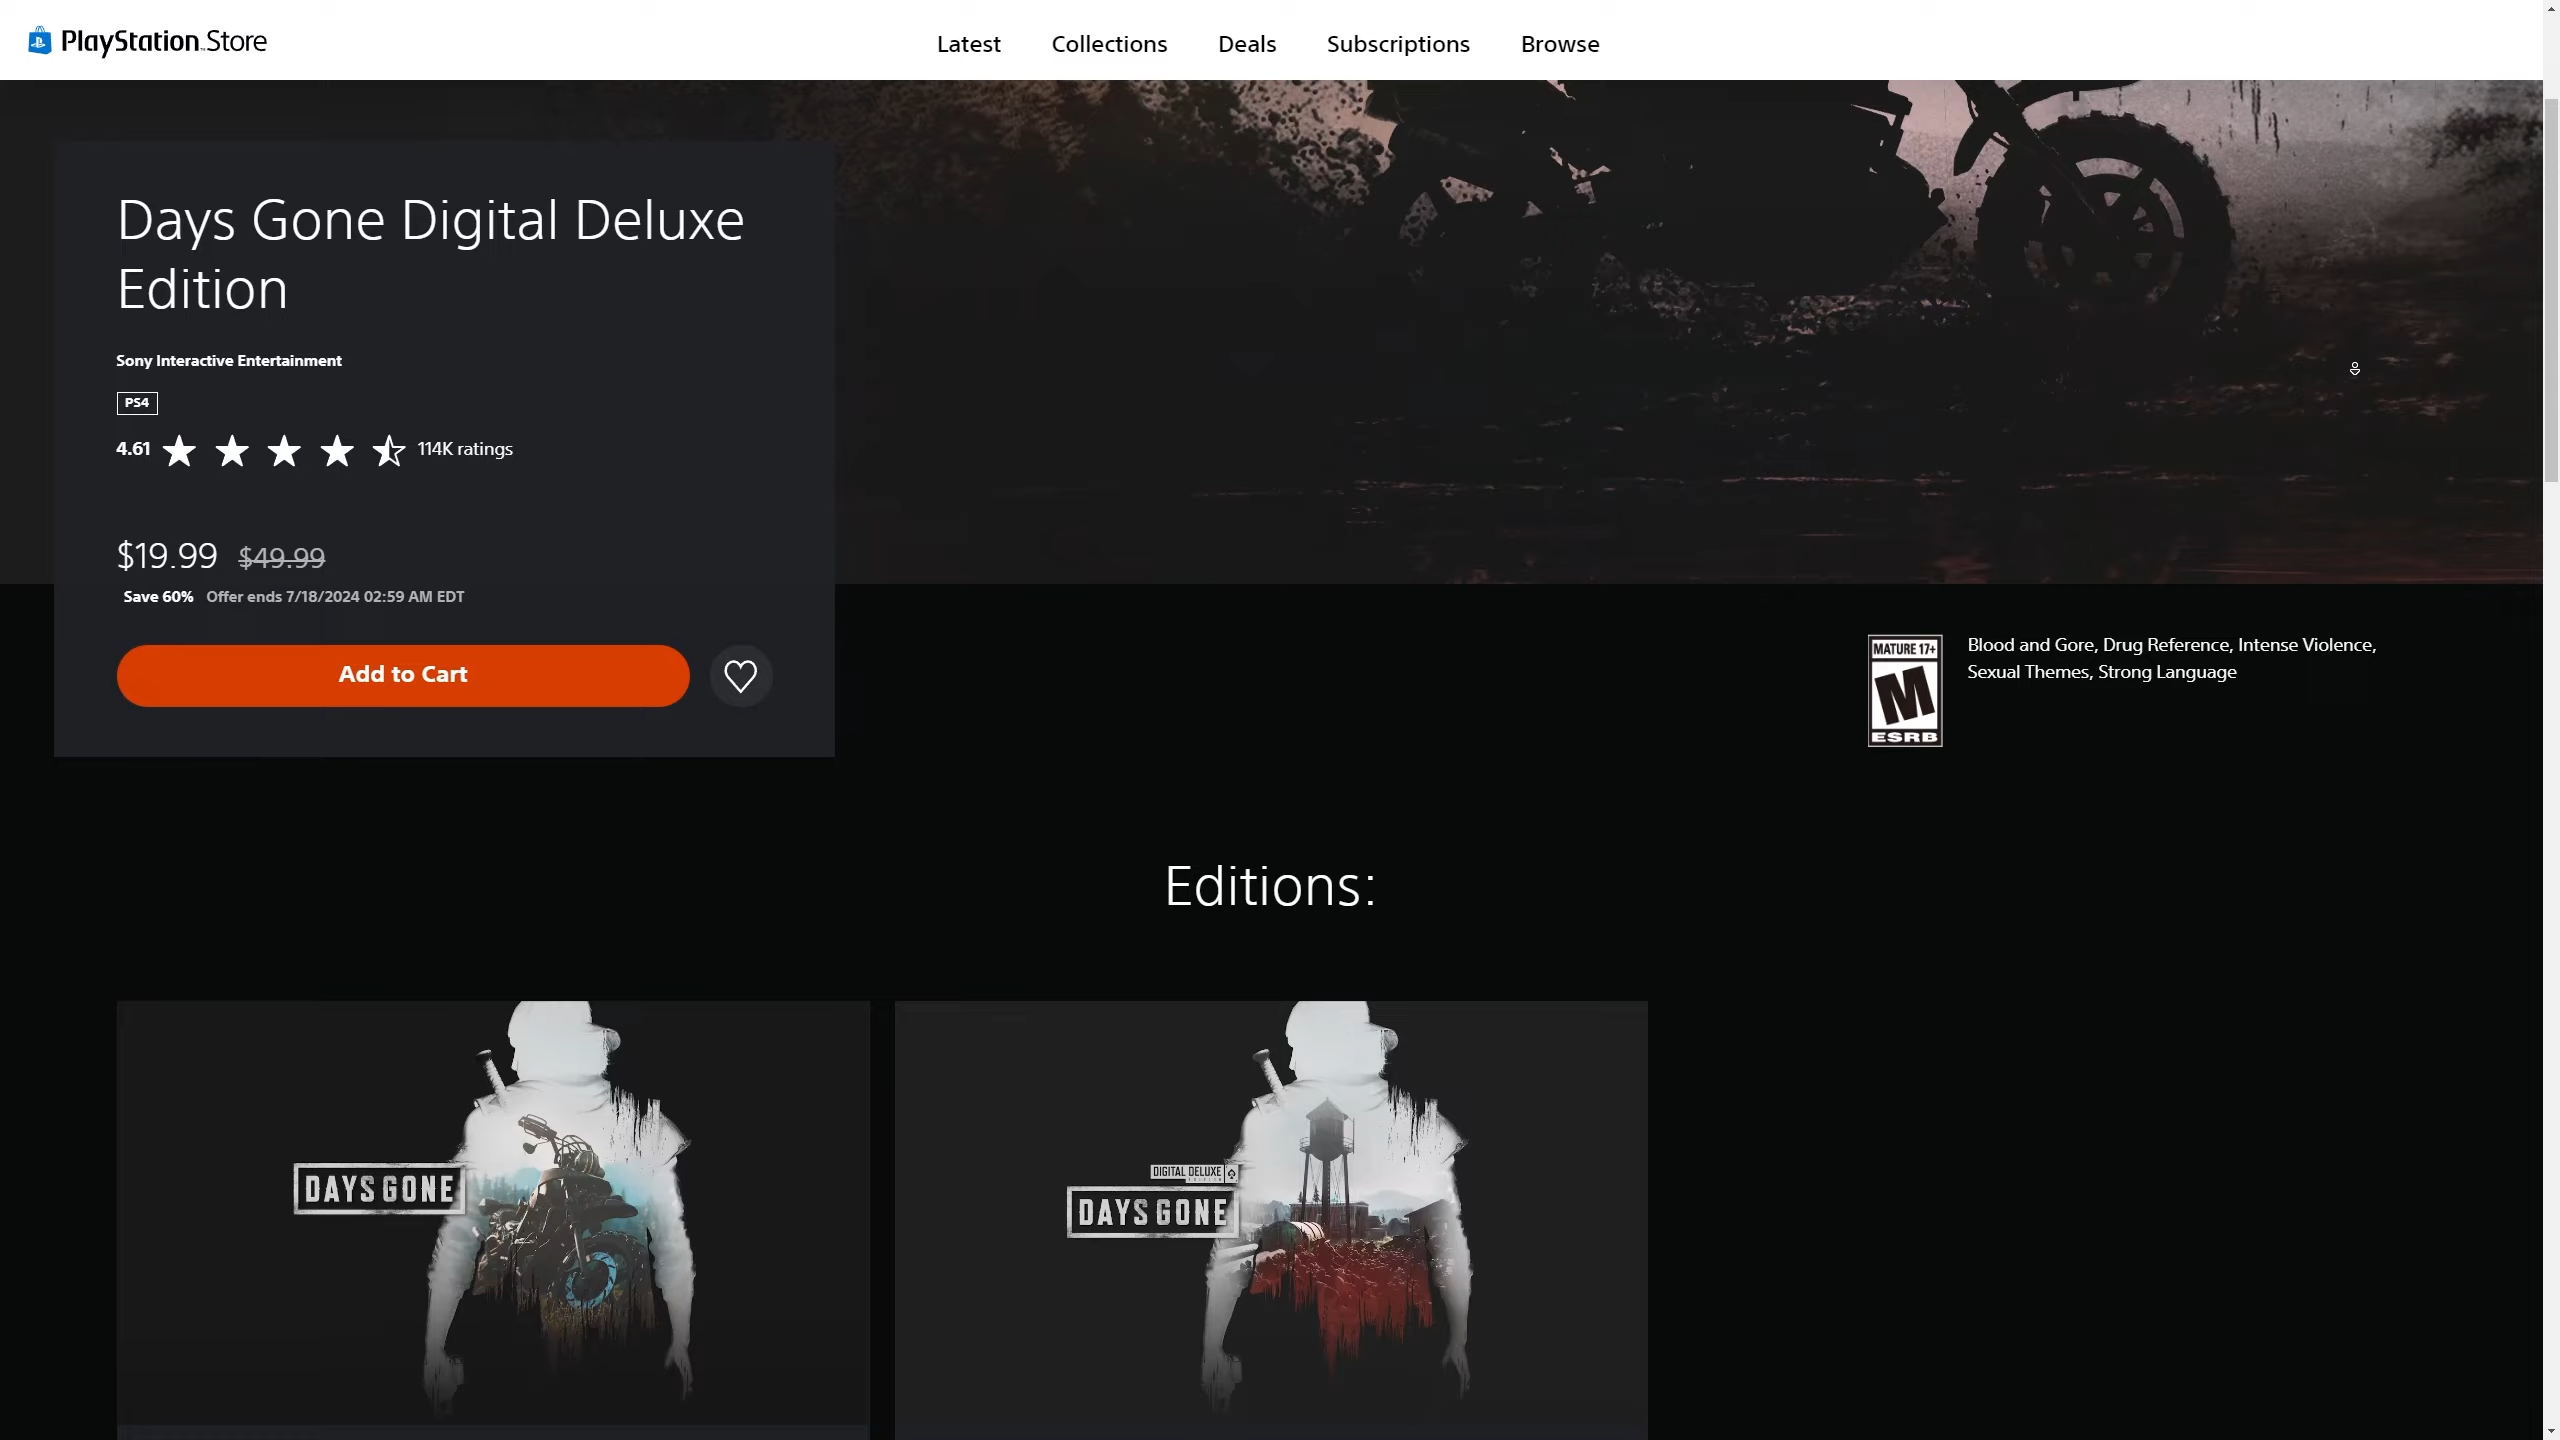 PlayStation Store
Latest
Collections
Deals
Subscriptions
Browse
Days Gone Digital Deluxe
Edition
Sony Interactive Entertainment
PS4
4.61
114K ratings
$19.99 $49.99
Save 60% Offer ends 7/18/2024 02:59 AM EDT
Add to Cart
MATURE 17+
M
ESRB
Blood and Gore, Drug Reference, Intense Violence,
Sexual Themes, Strong Language
Editions:
DAYS GONE
DIGITAL DELUXE
EDITION
DAYS GONE